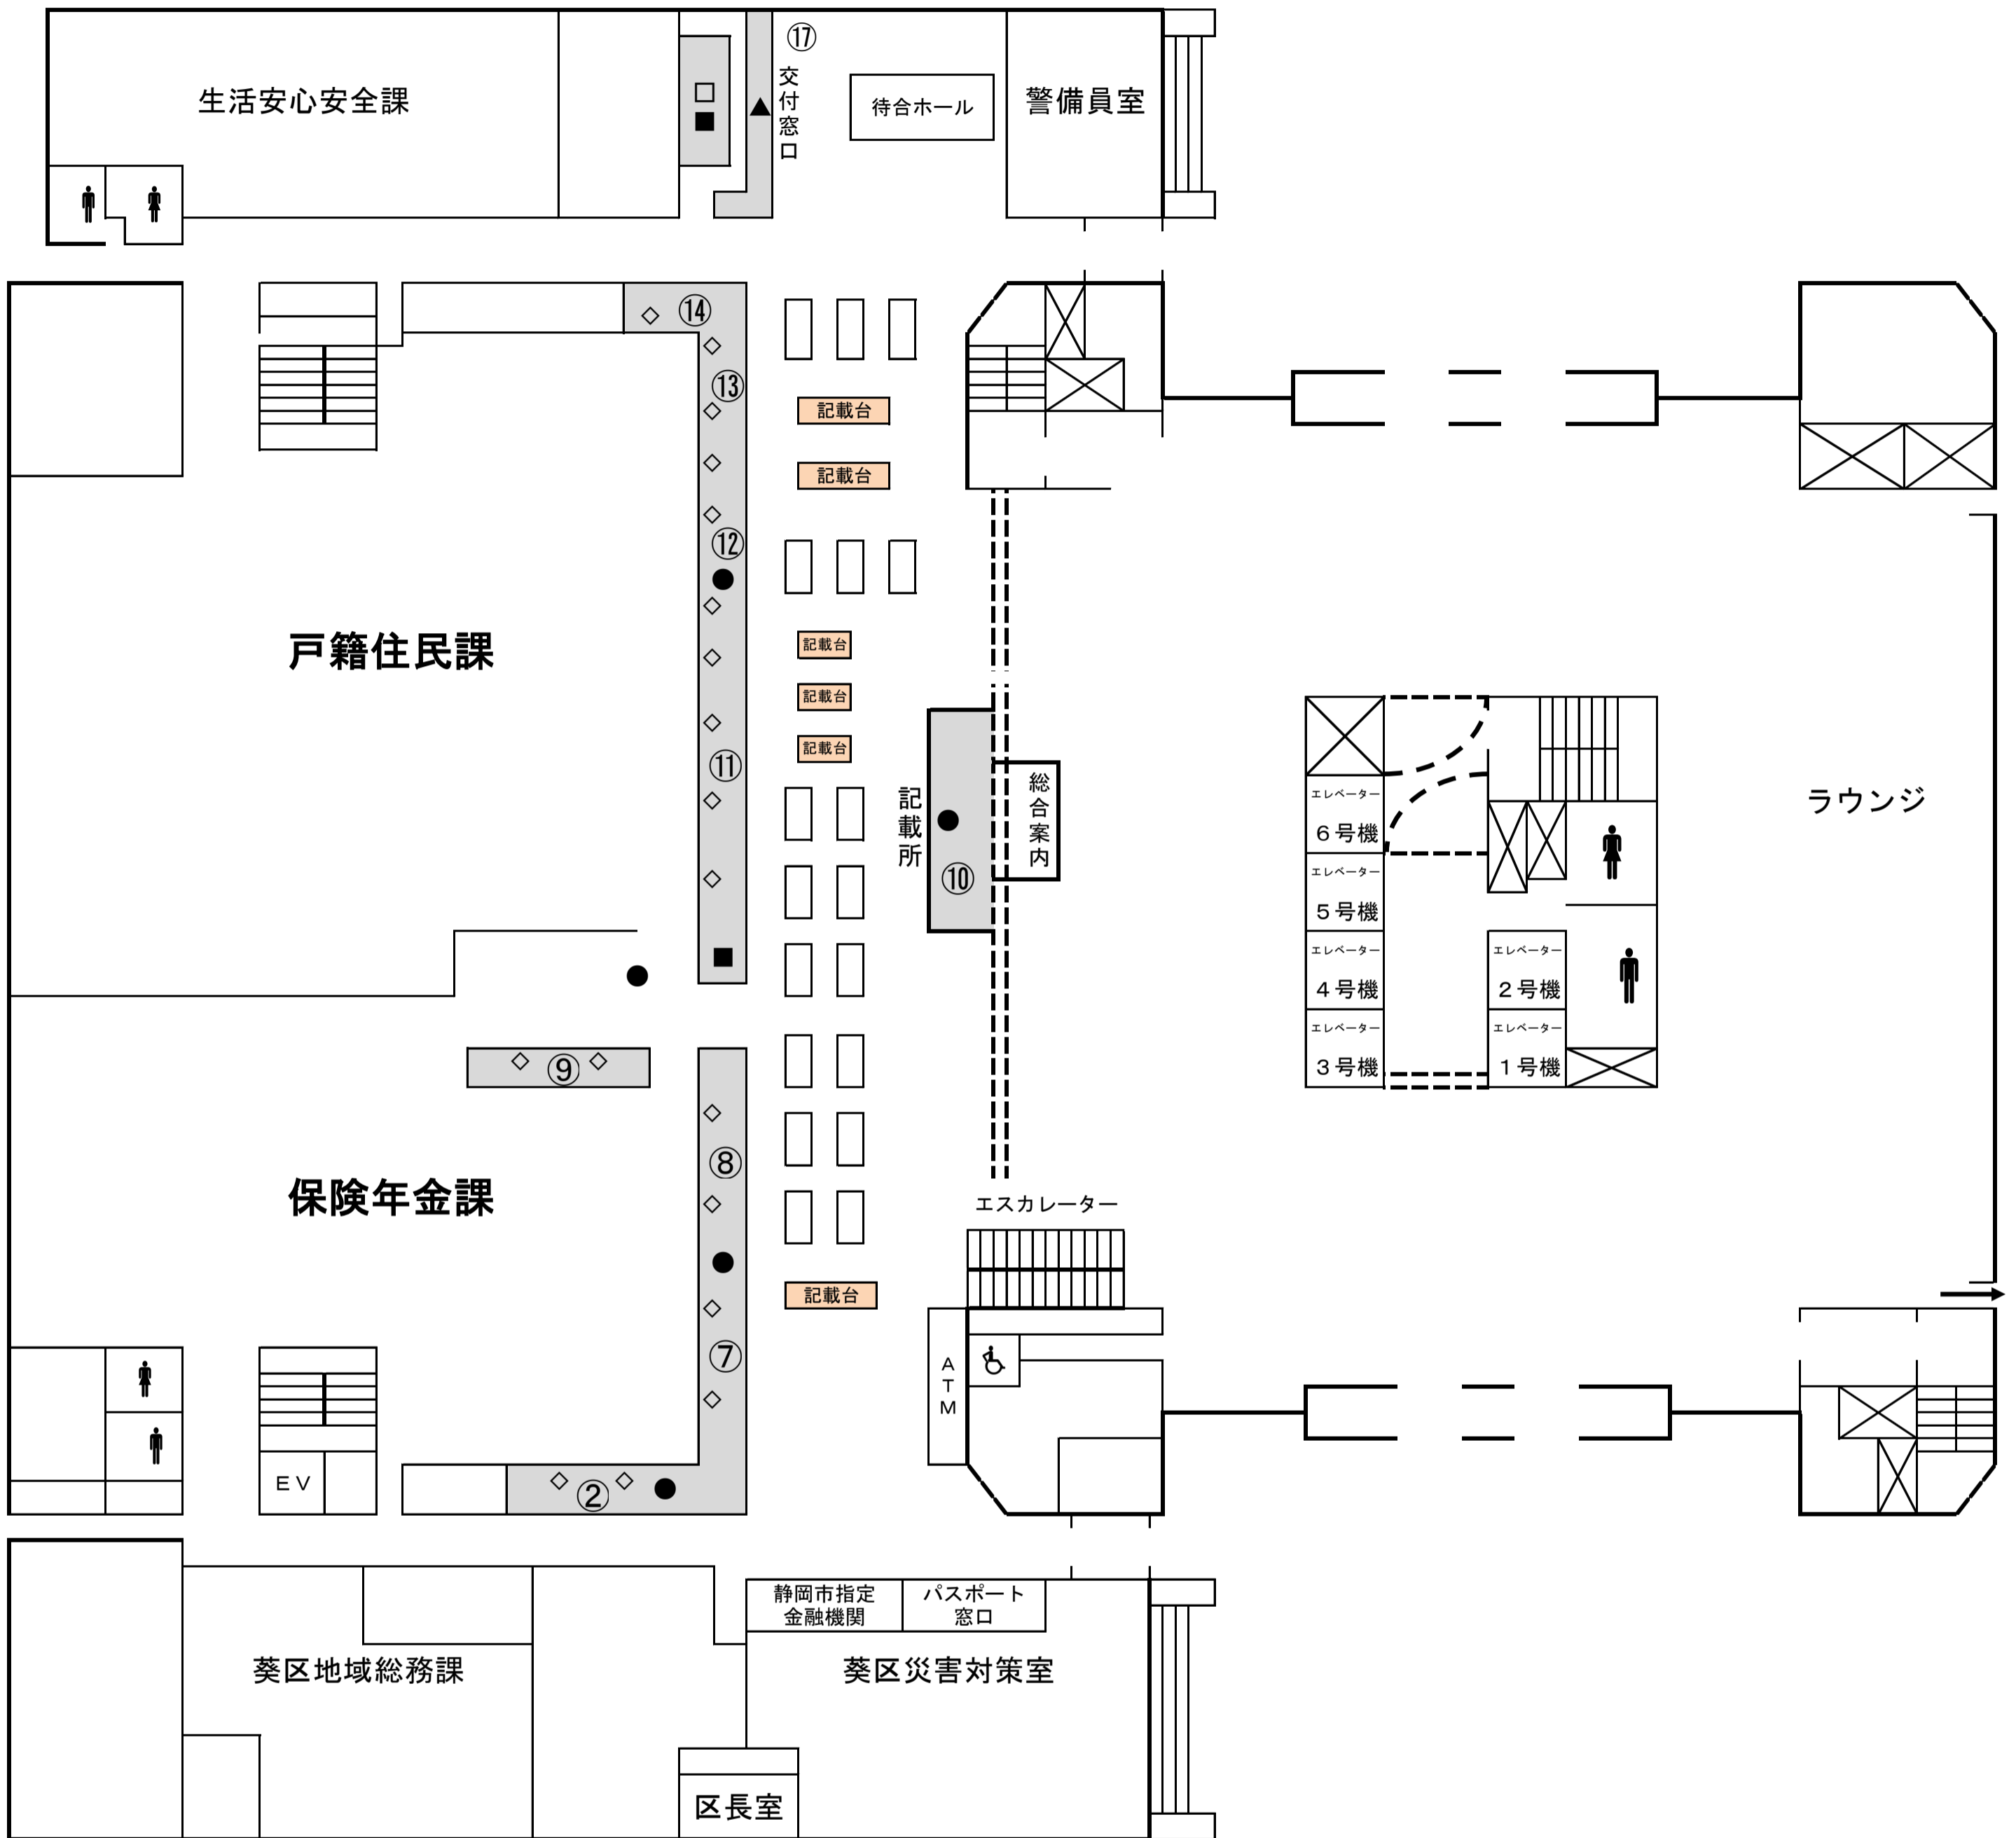 ⑰
交付窓口
生活安心安全課
待合ホール
警備員室
⑭
⑬
記載台
記載台
⑫
戸籍住民課
記載台
記載台
記載台
⑪
記載所
総合案内
⑩
エレベーター
6号機
エレベーター
5号機
エレベーター
4号機
エレベーター
3号機
エレベーター
2号機
エレベーター
1号機
ラウンジ
⑨
⑧
保険年金課
エスカレーター
記載台
⑦
ATM
EV
②
静岡市指定
金融機関
パスポート
窓口
葵区地域総務課
葵区災害対策室
区長室